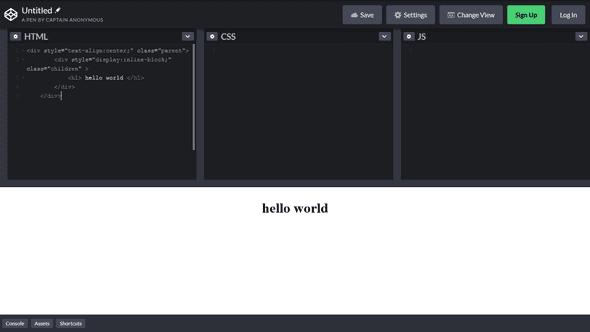 Untitled
A PEN BY CAPTAIN ANONYMOUS
Save
Settings
Change View
Sign Up
Log In
HTML
CSS
JS
1 <div style="text-align:center;" class="parent">
2 <div style="display:inline-block;"
class="children" >
3 <h1> hello world </h1>
4 </div>
5 </div>
1
1
hello world
Console
Assets
Shortcuts